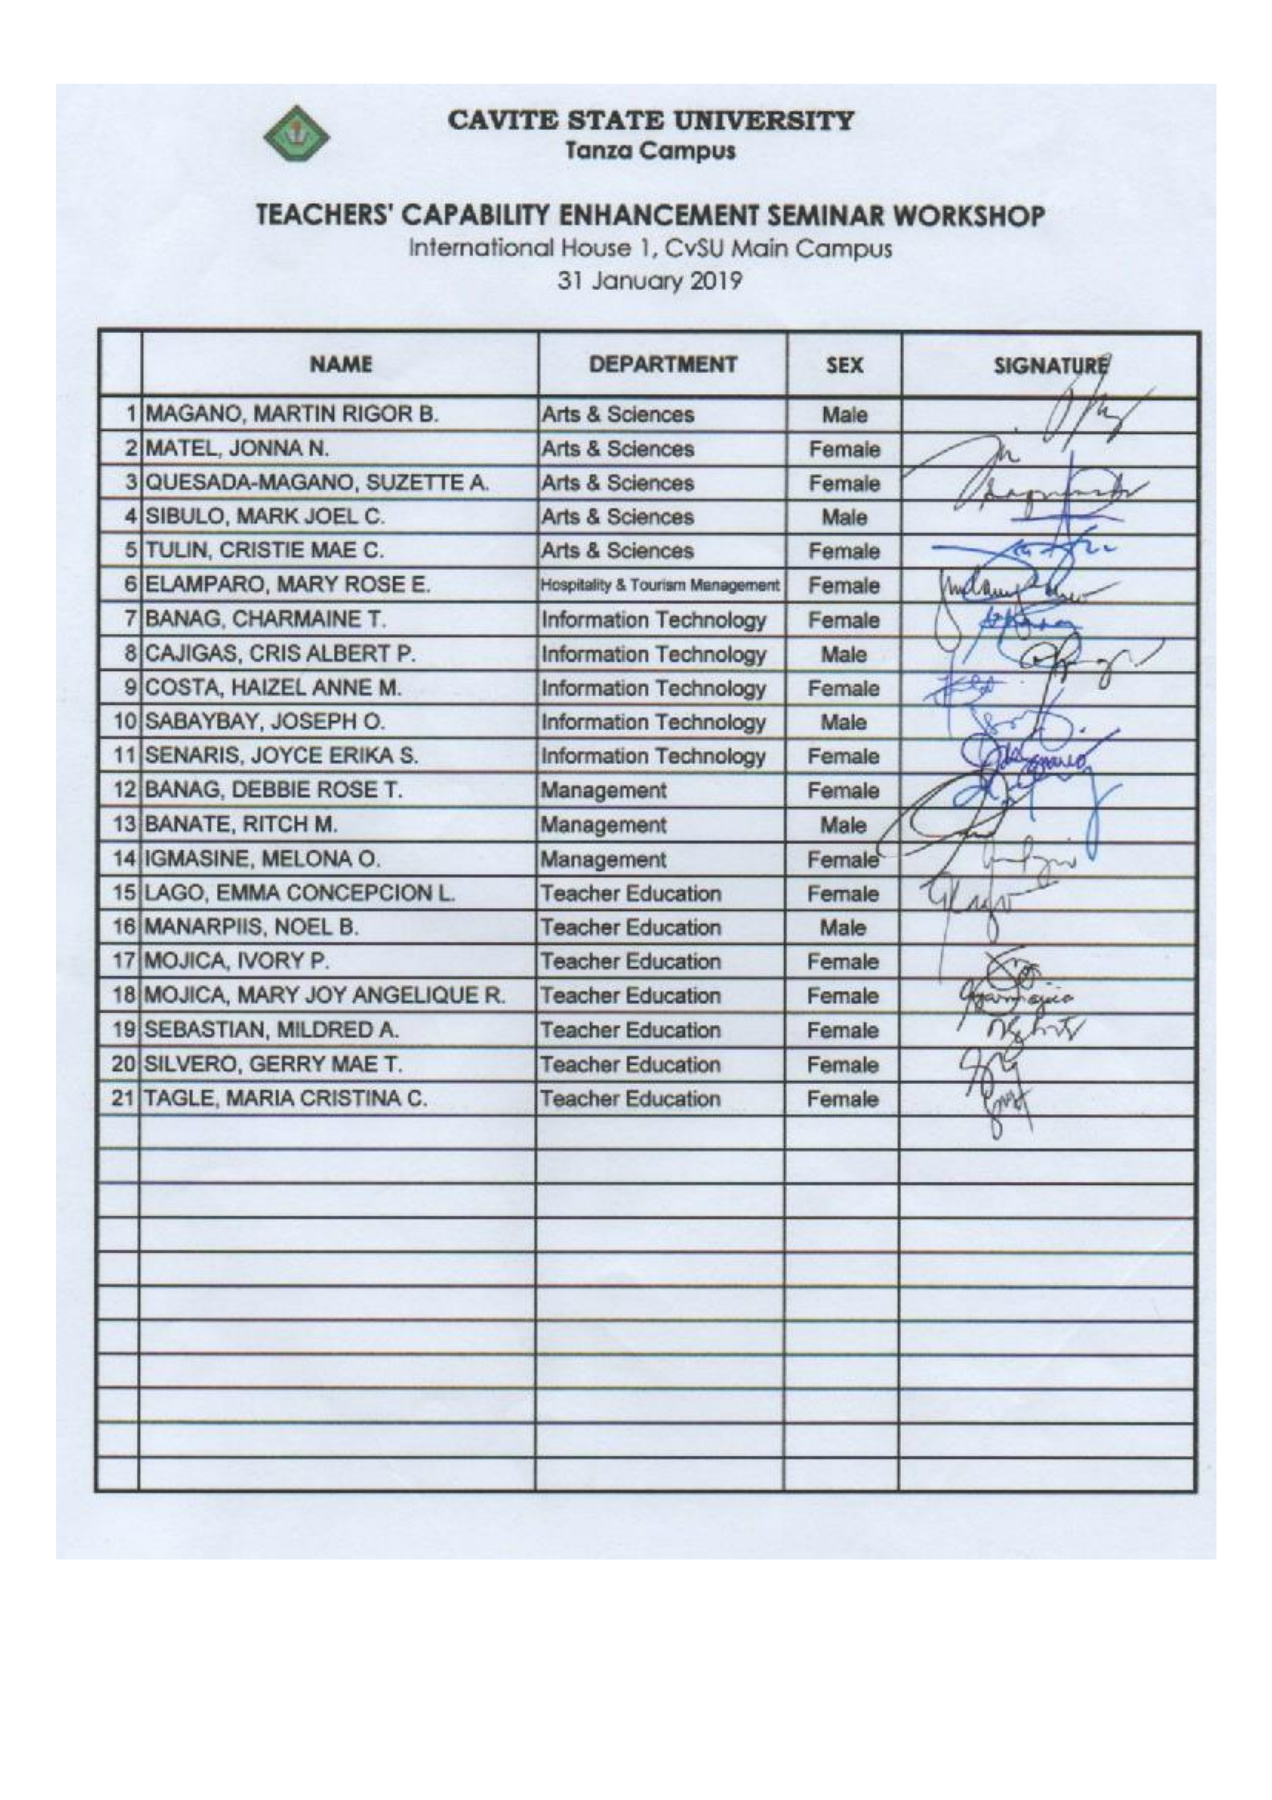 CAVITE STATE UNIVERSITY
Tanza Campus
TEACHERS' CAPABILITY ENHANCEMENT SEMINAR WORKSHOP
International House 1, CvSU Main Campus
31 January 2019
NAME DEPARTMENT SEX SIGNATURE
1 MAGANO, MARTIN RIGOR B. Arts & Sciences Male
2 MATEL, JONNA N. Arts & Sciences Female
3 QUESADA-MAGANO, SUZETTE A. Arts & Sciences Female
4 SIBULO, MARK JOEL C. Arts & Sciences Male
5 TULIN, CRISTIE MAE C. Arts & Sciences Female
6 ELAMPARO, MARY ROSE E. Hospitality & Tourism Management Female
7 BANAG, CHARMAINE T. Information Technology Female
8 CAJIGAS, CRIS ALBERT P. Information Technology Male
9 COSTA, HAIZEL ANNE M. Information Technology Female
10 SABAYBAY, JOSEPH O. Information Technology Male
11 SENARIS, JOYCE ERIKA S. Information Technology Female
12 BANAG, DEBBIE ROSE T. Management Female
13 BANATE, RITCH M. Management Male
14 IGMASINE, MELONA O. Management Female
15 LAGO, EMMA CONCEPCION L. Teacher Education Female
16 MANARPIIS, NOEL B. Teacher Education Male
17 MOJICA, IVORY P. Teacher Education Female
18 MOJICA, MARY JOY ANGELIQUE R. Teacher Education Female
19 SEBASTIAN, MILDRED A. Teacher Education Female
20 SILVERO, GERRY MAE T. Teacher Education Female
21 TAGLE, MARIA CRISTINA C. Teacher Education Female